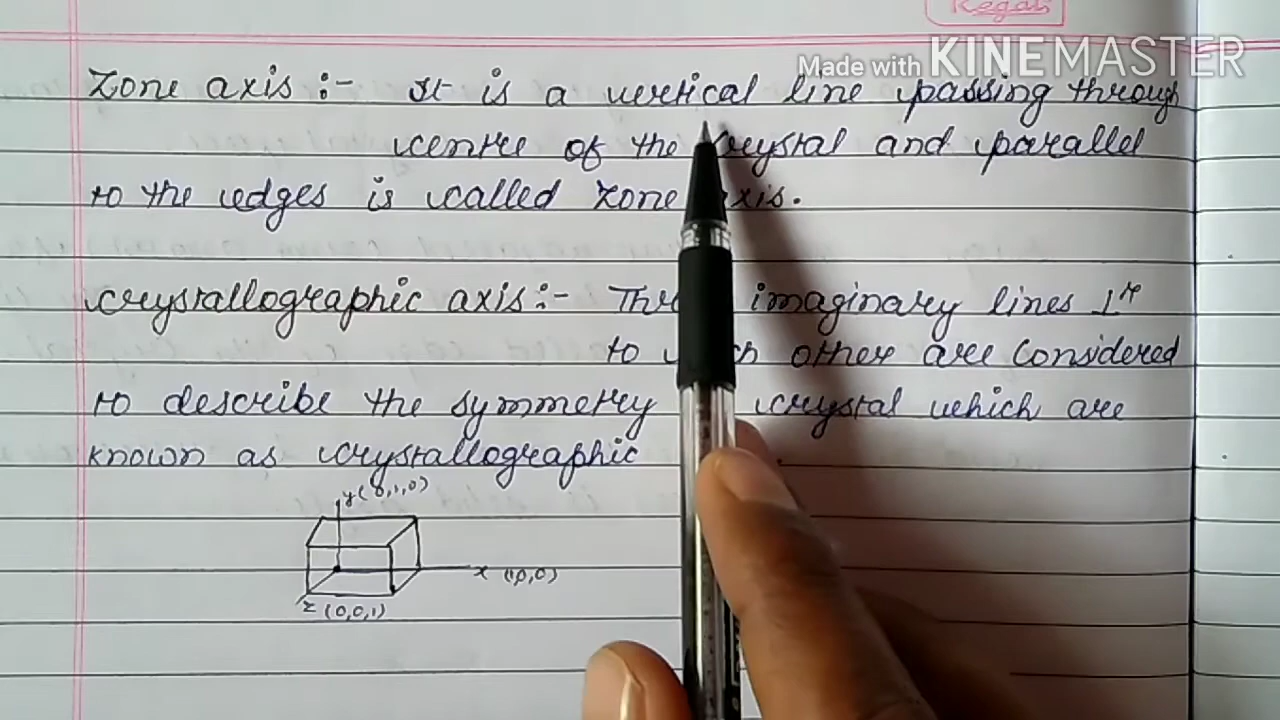 Regals
Made with KINEMASTER
Zone axis :- It is a vertical line passing through
centre of the crystal and parallel
to the edges is called zone axis.
crystallographic axis :- imaginary lines ⊥r
to other are considered
to describe the symmetry crystal which are
known as crystallographic
y(0,1,0)
x (1,0,0)
z (0,0,1)